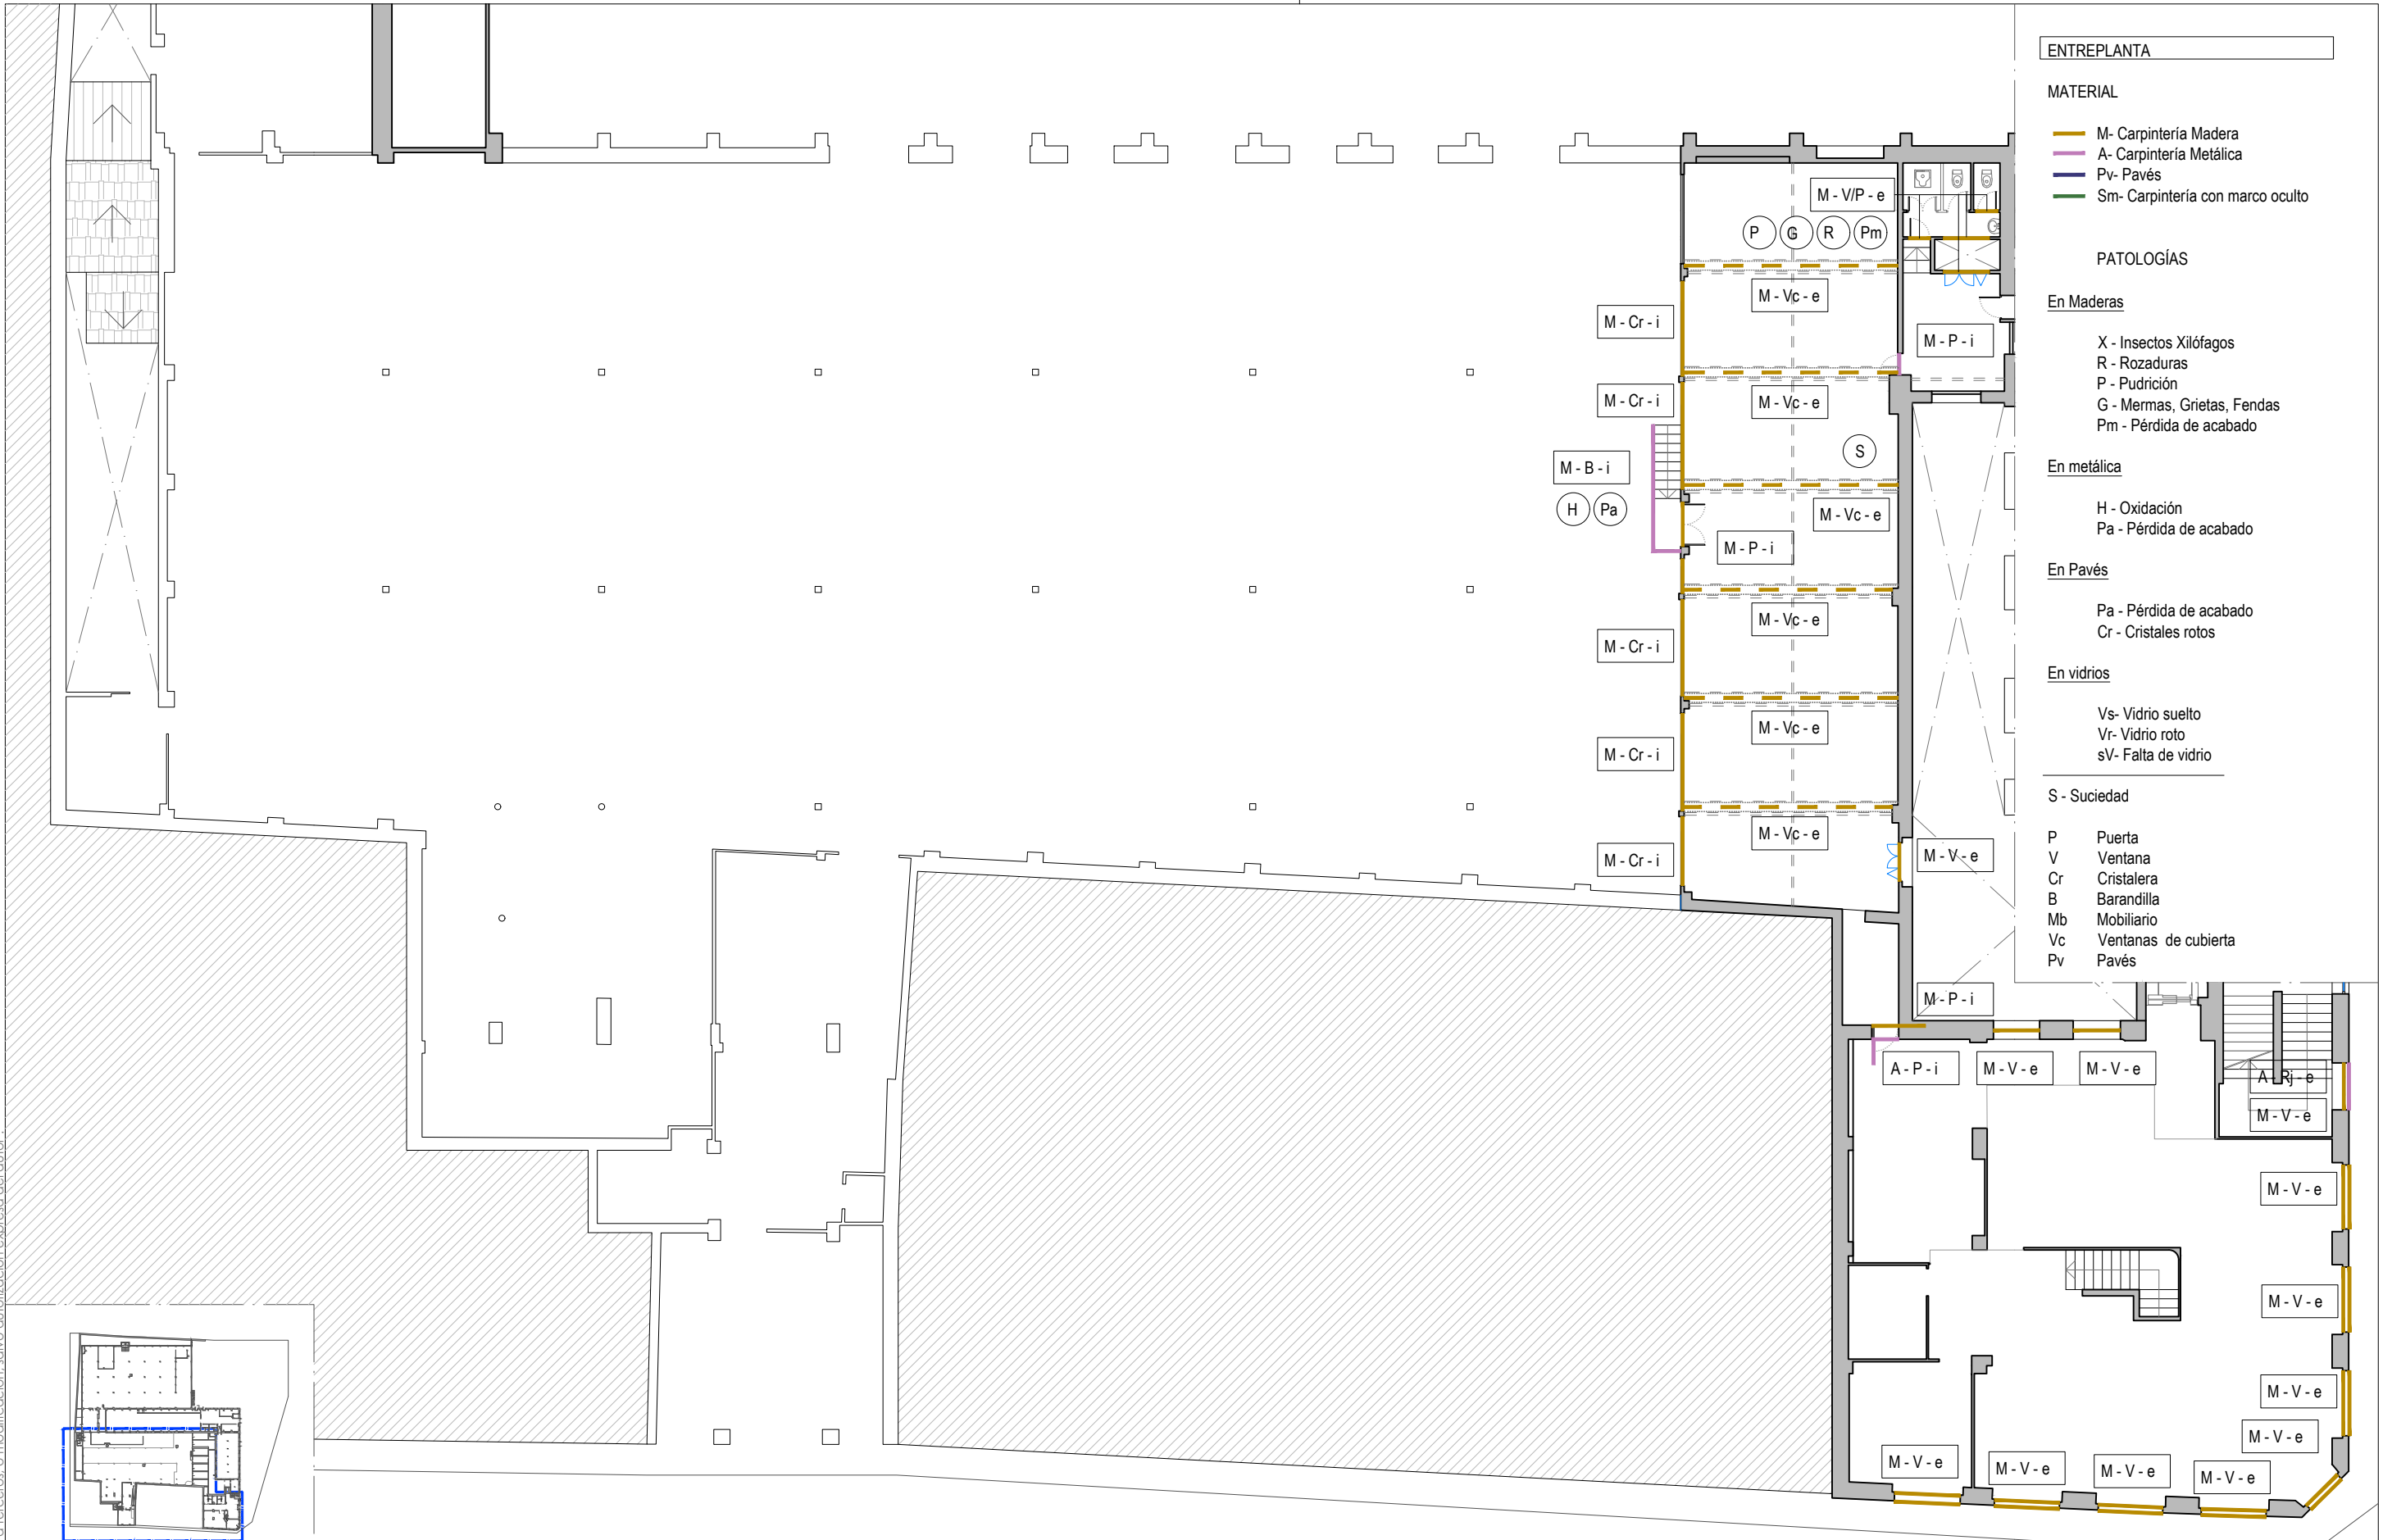 ENTREPLANTA
MATERIAL
M- Carpintería Madera
A- Carpintería Metálica
Pv- Pavés
Sm- Carpintería con marco oculto
PATOLOGÍAS
En Maderas
X - Insectos Xilófagos
R - Rozaduras
P - Pudrición
G - Mermas, Grietas, Fendas
Pm - Pérdida de acabado
En metálica
H - Oxidación
Pa - Pérdida de acabado
En Pavés
Pa - Pérdida de acabado
Cr - Cristales rotos
En vidrios
Vs- Vidrio suelto
Vr- Vidrio roto
sV- Falta de vidrio
S - Suciedad
P Puerta
V Ventana
Cr Cristalera
B Barandilla
Mb Mobiliario
Vc Ventanas de cubierta
Pv Pavés
M - V/P - e
P G R Pm
M - Vc - e
M - Cr - i
M - P - i
M - Cr - i
M - Vc - e
S
M - B - i
H Pa
M - Vc - e
M - P - i
M - Vc - e
M - Cr - i
M - Vc - e
M - Cr - i
M - Vc - e
M - Cr - i
M - V - e
M - P - i
A - P - i
M - V - e
M - V - e
A - Rj - e
M - V - e
M - V - e
M - V - e
M - V - e
M - V - e
M - V - e
M - V - e
M - V - e
M - V - e